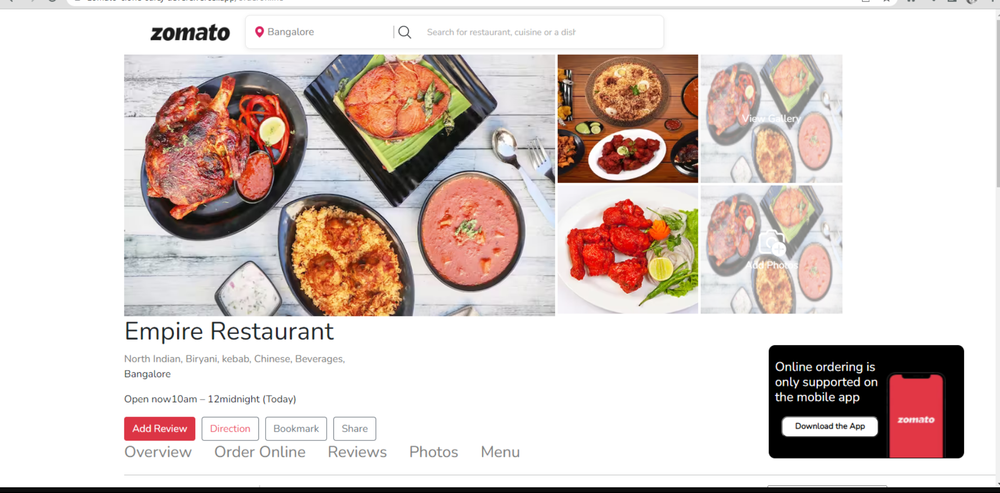 zomato
Bangalore
Search for restaurant, cuisine or a dish
View Gallery
Add Photos
Empire Restaurant
North Indian, Biryani, kebab, Chinese, Beverages,
Bangalore
Open now10am – 12midnight (Today)
Add Review Direction Bookmark Share
Overview Order Online Reviews Photos Menu
Online ordering is
only supported on
the mobile app
Download the App
zomato